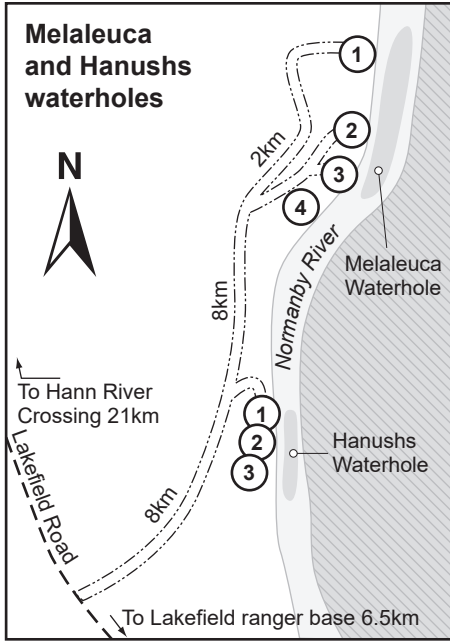 Melaleuca
and Hanushs
waterholes
N
1
2km
2
3
4
Melaleuca
Waterhole
Normanby River
8km
To Hann River
Crossing 21km
1
2
3
Hanushs
Waterhole
Lakefield Road
8km
To Lakefield ranger base 6.5km